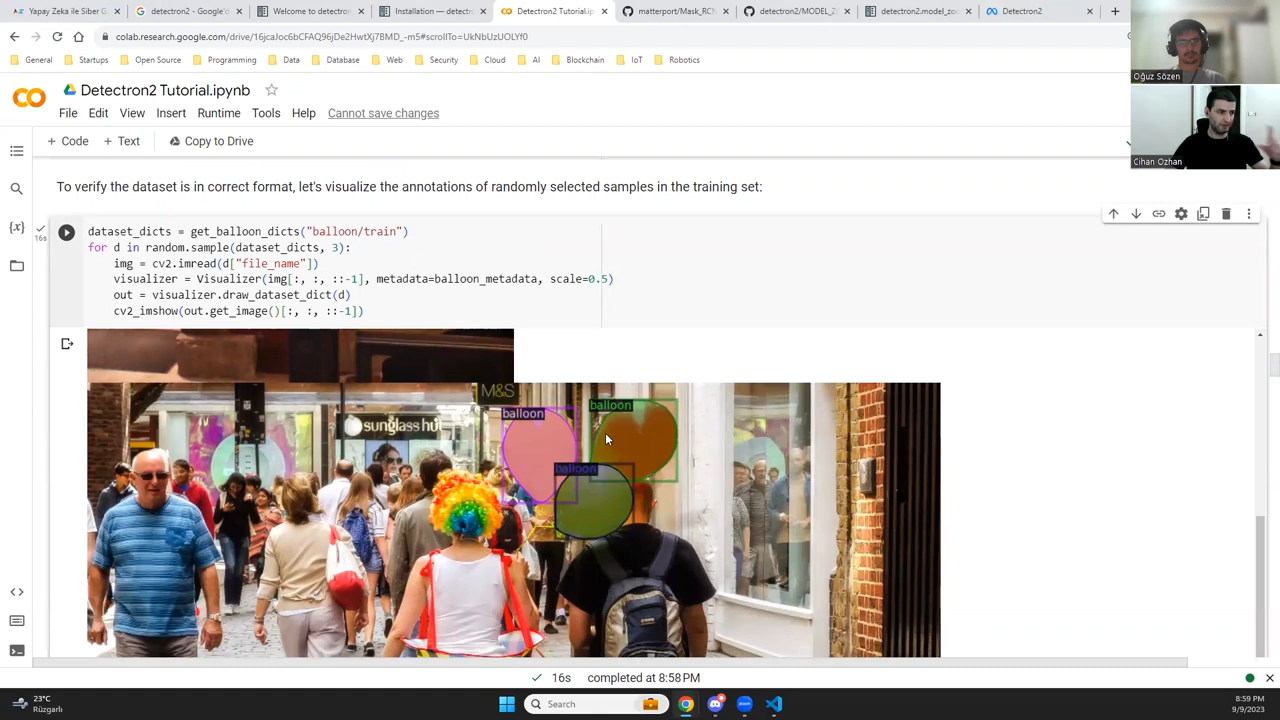 Yapay Zeka ile Siber G
detectron2 - Google'd
Welcome to detectron
Installation — detectro
Detectron2 Tutorial.ipy
matterport/Mask_RCN
detectron2/MODEL_ZO
detectron2.model_zoo
Detectron2
colab.research.google.com/drive/16jcaJoc6bCFAQ96jDe2HwtXj7BMD_-m5#scrollTo=UkNbUzUOLYf0
General
Startups
Open Source
Programming
Data
Database
Web
Security
Cloud
AI
Blockchain
IoT
Robotics
Oğuz Sözen
Cihan Ozhan
CO
Detectron2 Tutorial.ipynb
File Edit View Insert Runtime Tools Help Cannot save changes
+ Code + Text Copy to Drive
To verify the dataset is in correct format, let's visualize the annotations of randomly selected samples in the training set:
16s
dataset_dicts = get_balloon_dicts("balloon/train")
for d in random.sample(dataset_dicts, 3):
img = cv2.imread(d["file_name"])
visualizer = Visualizer(img[:, :, ::-1], metadata=balloon_metadata, scale=0.5)
out = visualizer.draw_dataset_dict(d)
cv2_imshow(out.get_image()[:, :, ::-1])
M&S
balloon
balloon
balloon
sunglass hut
16s completed at 8:58 PM
23°C
Rüzgarlı
Search
8:59 PM
9/9/2023